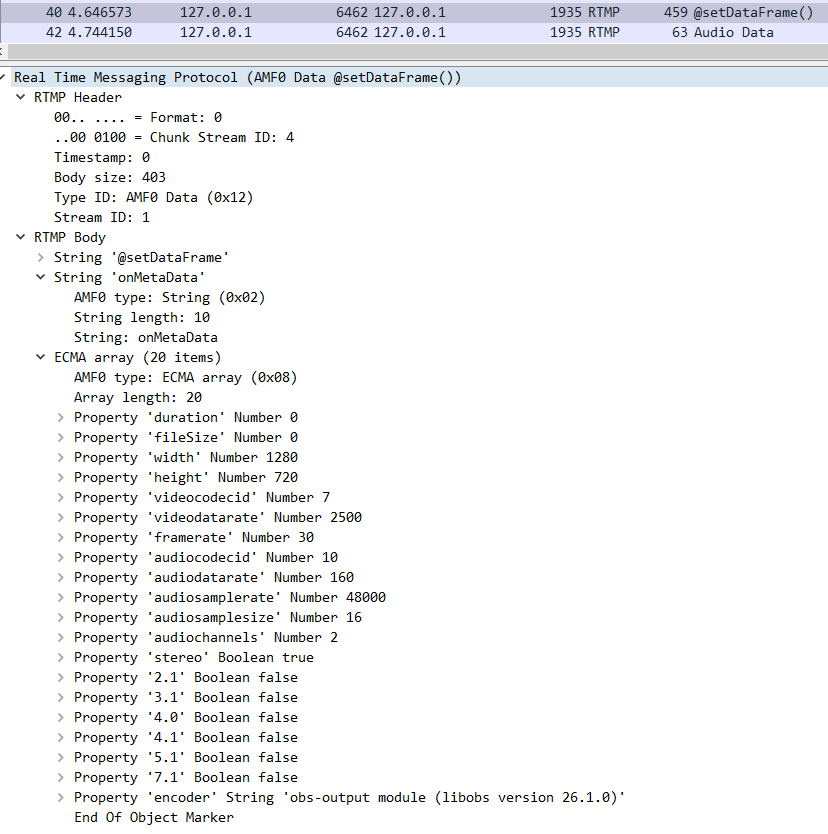 40 4.646573 127.0.0.1 6462 127.0.0.1 1935 RTMP 459 @setDataFrame()
42 4.744150 127.0.0.1 6462 127.0.0.1 1935 RTMP 63 Audio Data
Real Time Messaging Protocol (AMF0 Data @setDataFrame())
RTMP Header
00.. .... = Format: 0
..00 0100 = Chunk Stream ID: 4
Timestamp: 0
Body size: 403
Type ID: AMF0 Data (0x12)
Stream ID: 1
RTMP Body
String '@setDataFrame'
String 'onMetaData'
AMF0 type: String (0x02)
String length: 10
String: onMetaData
ECMA array (20 items)
AMF0 type: ECMA array (0x08)
Array length: 20
Property 'duration' Number 0
Property 'fileSize' Number 0
Property 'width' Number 1280
Property 'height' Number 720
Property 'videocodecid' Number 7
Property 'videodatarate' Number 2500
Property 'framerate' Number 30
Property 'audiocodecid' Number 10
Property 'audiodatarate' Number 160
Property 'audiosamplerate' Number 48000
Property 'audiosamplesize' Number 16
Property 'audiochannels' Number 2
Property 'stereo' Boolean true
Property '2.1' Boolean false
Property '3.1' Boolean false
Property '4.0' Boolean false
Property '4.1' Boolean false
Property '5.1' Boolean false
Property '7.1' Boolean false
Property 'encoder' String 'obs-output module (libobs version 26.1.0)'
End Of Object Marker